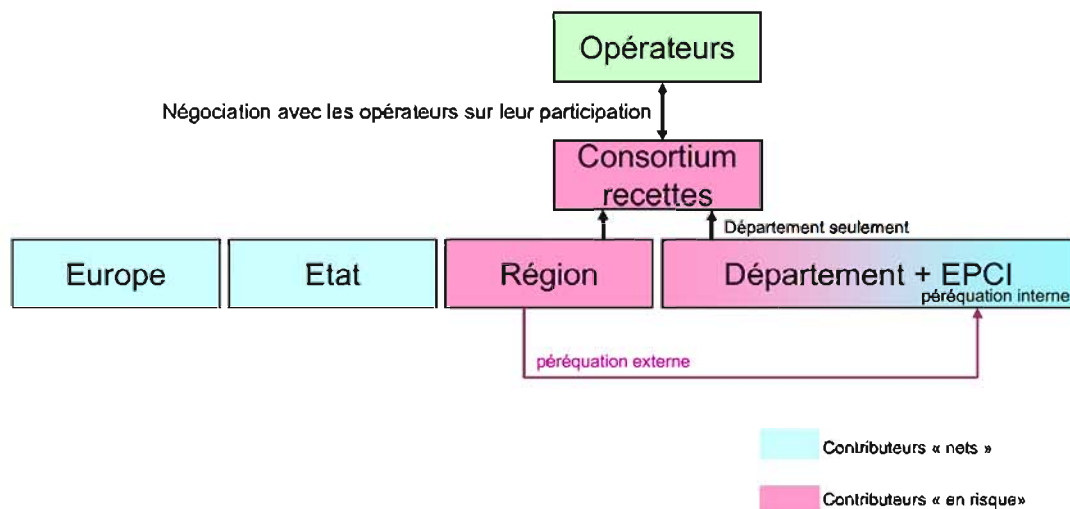 Opérateurs
Négociation avec les opérateurs sur leur participation
Consortium
recettes
Département seulement
Europe
Etat
Région
Département + EPCI
péréquation interne
péréquation externe
Contributeurs « nets »
Contributeurs « en risque»